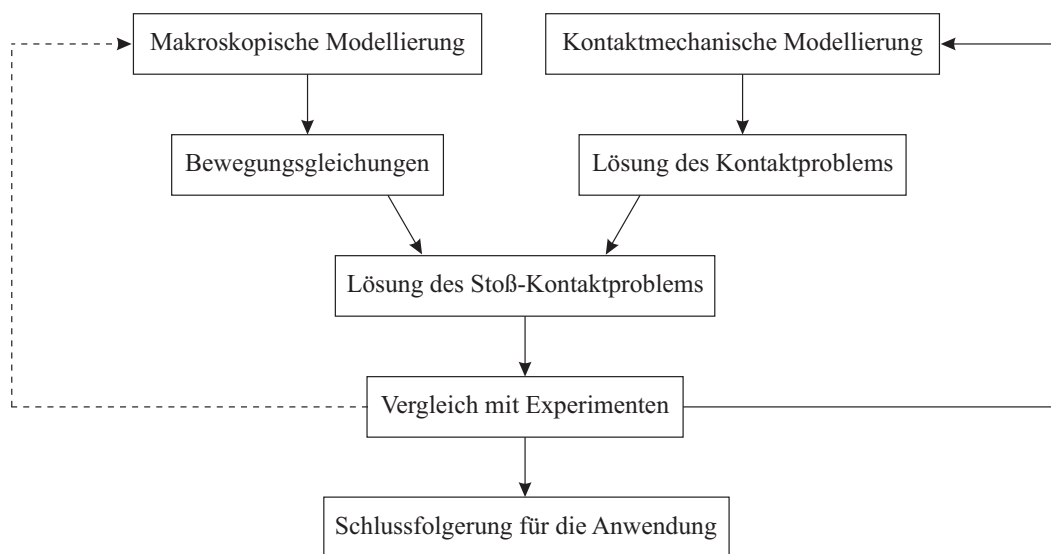 Makroskopische Modellierung
Kontaktmechanische Modellierung
Bewegungsgleichungen
Lösung des Kontaktproblems
Lösung des Stoß-Kontaktproblems
Vergleich mit Experimenten
Schlussfolgerung für die Anwendung